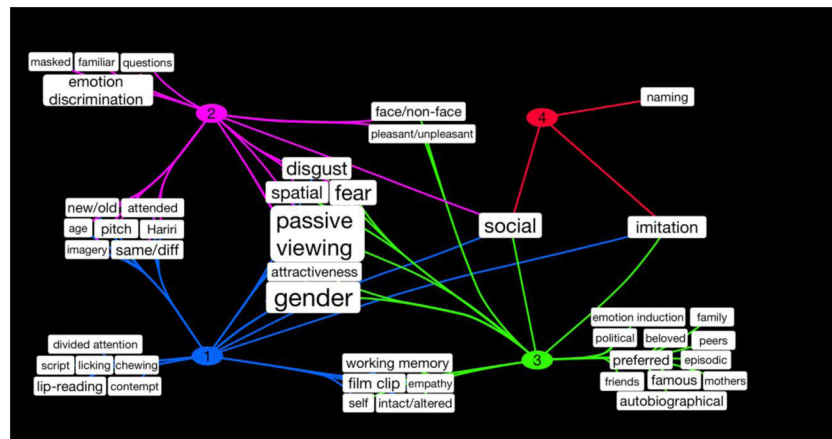 masked familiar questions
emotion
discrimination
2
face/non-face
pleasant/unpleasant
4
naming
disgust
spatial fear
passive
viewing
attractiveness
gender
new/old attended
age pitch Hariri
imagery same/diff
social
imitation
divided attention
script licking chewing
lip-reading contempt
1
working memory
film clip empathy
self intact/altered
3
emotion induction family
political beloved peers
preferred episodic
friends famous mothers
autobiographical